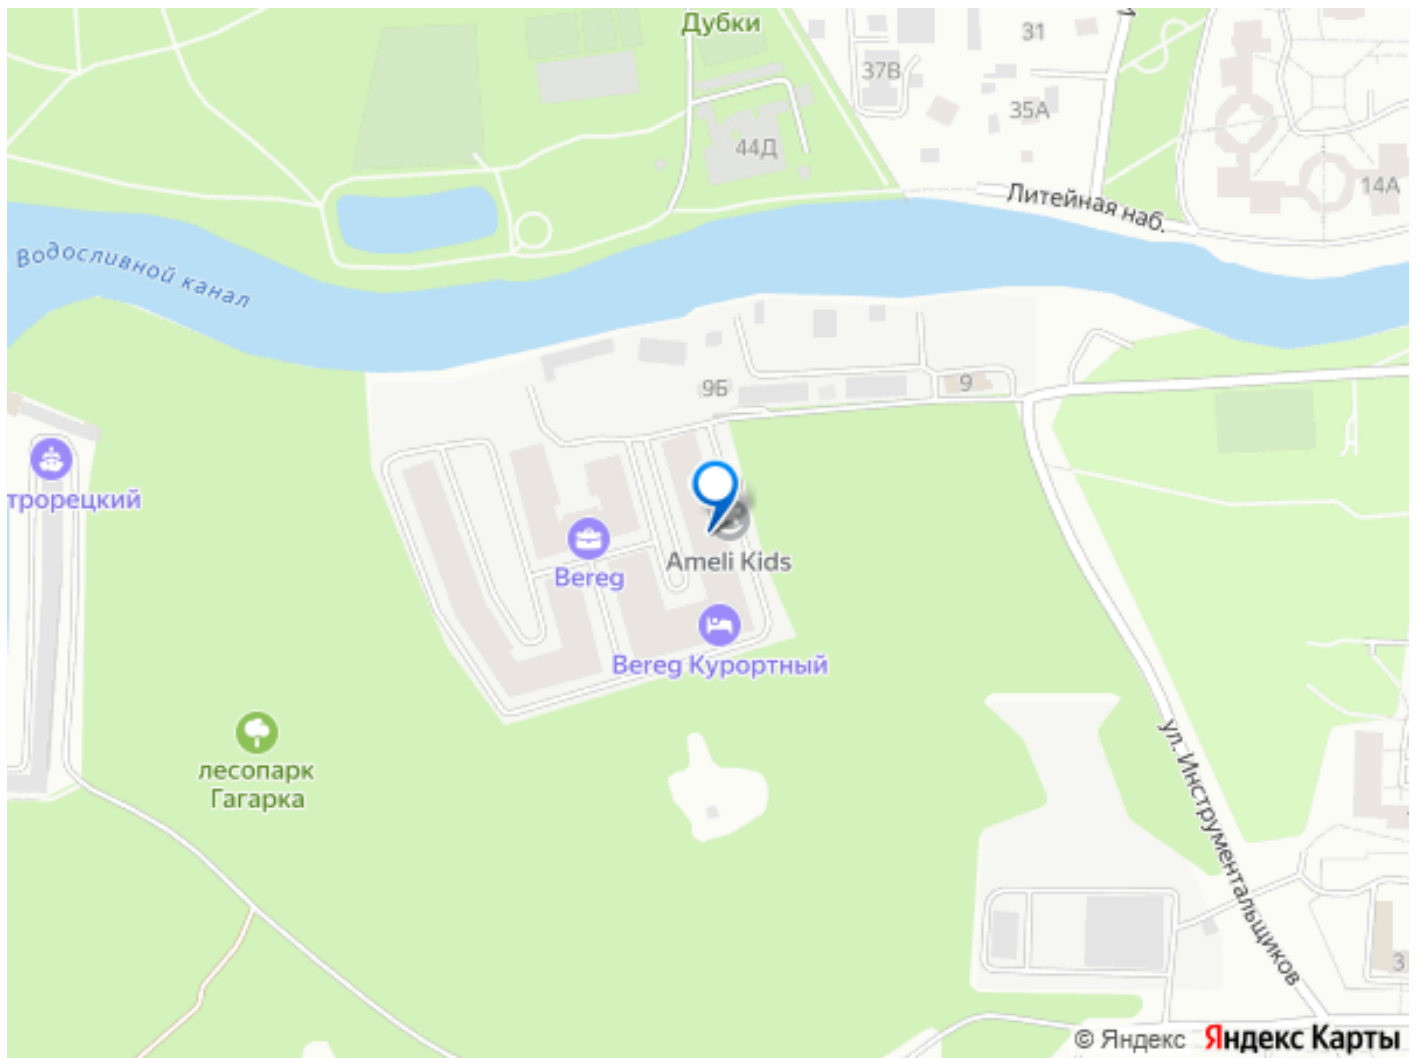 Дубки
31
37В
35А
44Д
14А
Литейная наб.
Водосливной канал
9Б
9
трорецкий
Ameli Kids
Bereg
Bereg Курортный
лесопарк
Гагарка
ул. Инструментальщиков
3
© Яндекс Яндекс Карты